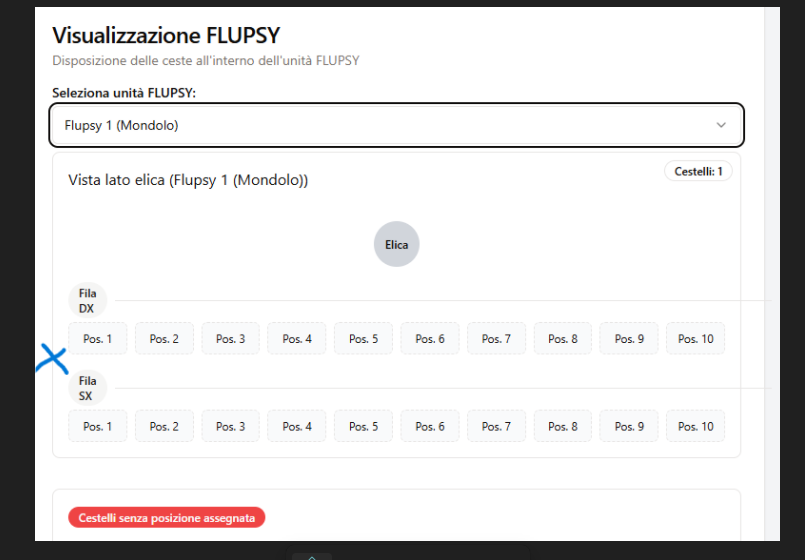 Visualizzazione FLUPSY
Disposizione delle ceste all'interno dell'unità FLUPSY
Seleziona unità FLUPSY:
Flupsy 1 (Mondolo)
Cestelli: 1
Vista lato elica (Flupsy 1 (Mondolo))
Elica
Fila
DX
Pos. 1 Pos. 2 Pos. 3 Pos. 4 Pos. 5 Pos. 6 Pos. 7 Pos. 8 Pos. 9 Pos. 10
Fila
SX
Pos. 1 Pos. 2 Pos. 3 Pos. 4 Pos. 5 Pos. 6 Pos. 7 Pos. 8 Pos. 9 Pos. 10
Cestelli senza posizione assegnata